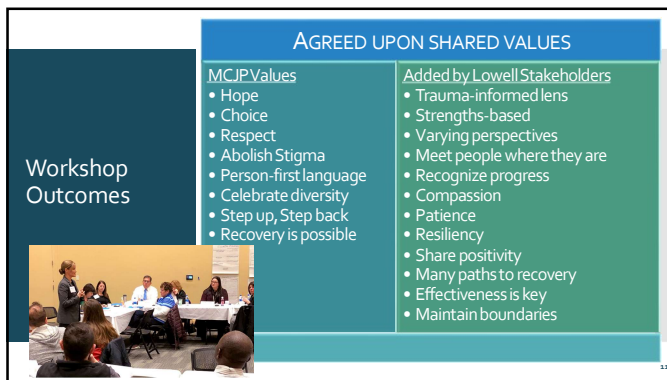 AGREED UPON SHARED VALUES
Workshop
Outcomes
MCJP Values
• Hope
• Choice
• Respect
• Abolish Stigma
• Person-first language
• Celebrate diversity
• Step up, Step back
• Recovery is possible
Added by Lowell Stakeholders
• Trauma-informed lens
• Strengths-based
• Varying perspectives
• Meet people where they are
• Recognize progress
• Compassion
• Patience
• Resiliency
• Share positivity
• Many paths to recovery
• Effectiveness is key
• Maintain boundaries
11